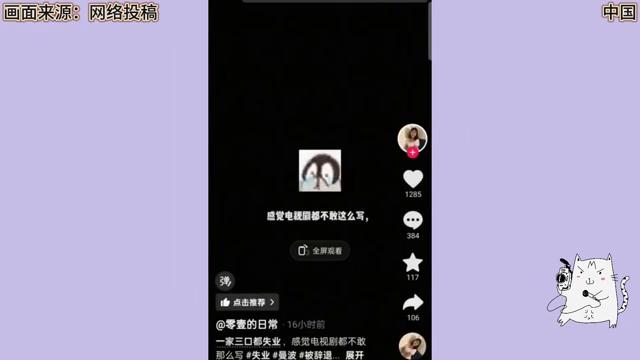 画面来源：网络投稿
中国
感觉电视剧都不敢这么写，
全屏观看
1285
384
117
106
弹
点击推荐 >
@零壹的日常 · 16小时前
一家三口都失业，感觉电视剧都不敢
那么写 #失业 #曼波 #被辞退... 展开